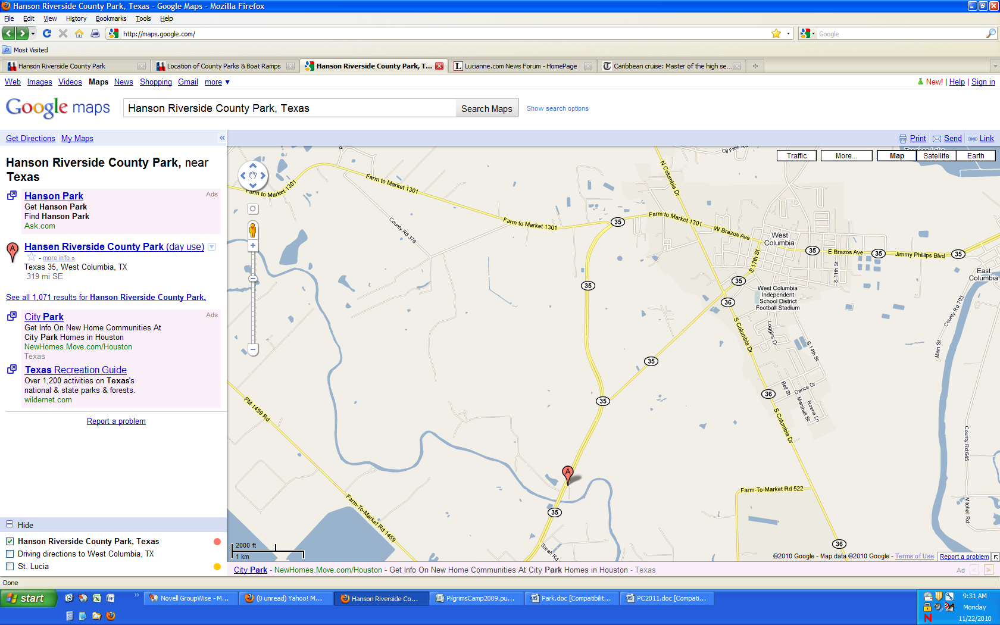 Hanson Riverside County Park, Texas - Google Maps - Mozilla Firefox
File Edit View History Bookmarks Tools Help
http://maps.google.com/
Google
Most Visited
Hanson Riverside County Park
Location of County Parks & Boat Ramps
Hanson Riverside County Park, T...
Lucianne.com News Forum - HomePage
Caribbean cruise: Master of the high se...
Web Images Videos Maps News Shopping Gmail more ▼
New! | Help | Sign in
Google maps
Hanson Riverside County Park, Texas
Search Maps
Show search options
Get Directions My Maps
«
Print Send Link
Hanson Riverside County Park, near
Texas
Hanson Park
Ads
Get Hanson Park
Find Hanson Park
Ask.com
A
Hansen Riverside County Park (day use)
- more info »
Texas 35, West Columbia, TX
319 mi SE
See all 1,071 results for Hanson Riverside County Park,
City Park
Ads
Get Info On New Home Communities At
City Park Homes in Houston
NewHomes.Move.com/Houston
Texas
Texas Recreation Guide
Over 1,200 activities on Texas's
national & state parks & forests.
wildernet.com
Report a problem
Hide
Hanson Riverside County Park, Texas
Driving directions to West Columbia, TX
St. Lucia
Traffic
More...
Map
Satellite
Earth
Oil Field Rd
N Columbia Dr
Farm to Market 1301
Farm to Market 1301
Farm to Market 1301
Farm to Market 1301
County Rd 376
35
W Brazos Ave
West
Columbia
35
E Brazos Ave
35
Jimmy Phillips Blvd
35
S 17th St
S 11th St
East
Columbia
35
35
West Columbia
Independent
School District
Football Stadium
36
County Rd 703
S Columbia Dr
Loggins Dr
S 14th St
Main St
35
Bell St
Dance Dr
36
Marshall St
Roene Ln
35
FM 1459 Rd
S Columbia Dr
County Rd 645
A
Farm-To-Market Rd 522
Farm-To-Market Rd 1459
35
Mitchell Rd
Sarah Rd
36
2000 ft
1 km
©2010 Google - Map data ©2010 Google - Terms of Use
Report a problem
City Park - NewHomes.Move.com/Houston - Get Info On New Home Communities At City Park Homes in Houston - Texas
Ad < >
Done
start
Novell GroupWise - M...
(0 unread) Yahoo! M...
Hanson Riverside Co...
PilgrimsCamp2009.pu...
Park.doc [Compatibilit...
PC2011.doc [Compati...
9:31 AM
Monday
11/22/2010